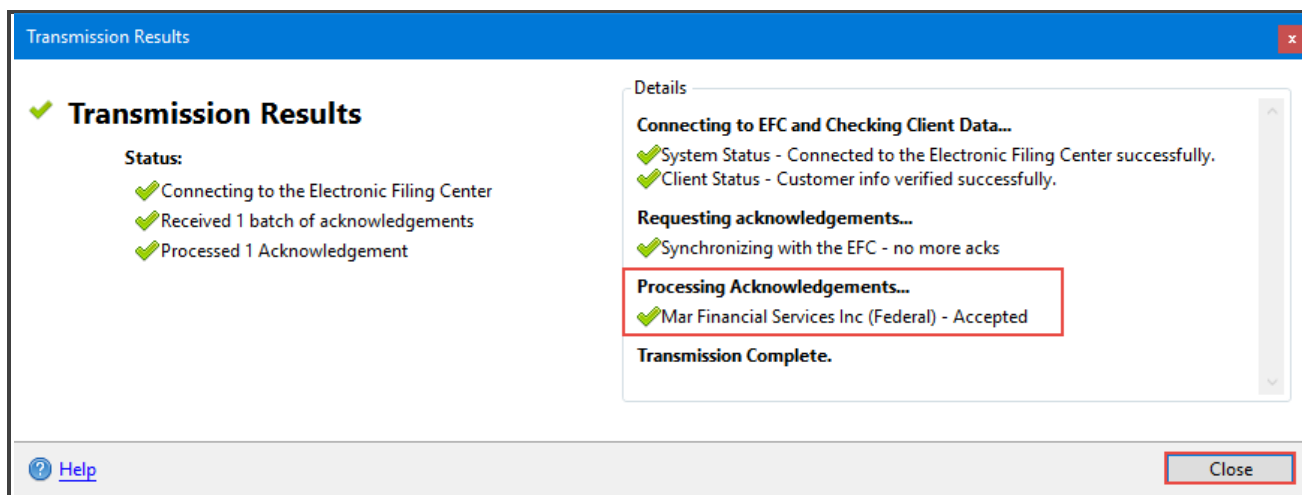 Transmission Results
x
Transmission Results
Status:
Connecting to the Electronic Filing Center
Received 1 batch of acknowledgements
Processed 1 Acknowledgement
Details
Connecting to EFC and Checking Client Data...
System Status - Connected to the Electronic Filing Center successfully.
Client Status - Customer info verified successfully.
Requesting acknowledgements...
Synchronizing with the EFC - no more acks
Processing Acknowledgements...
Mar Financial Services Inc (Federal) - Accepted
Transmission Complete.
? Help
Close